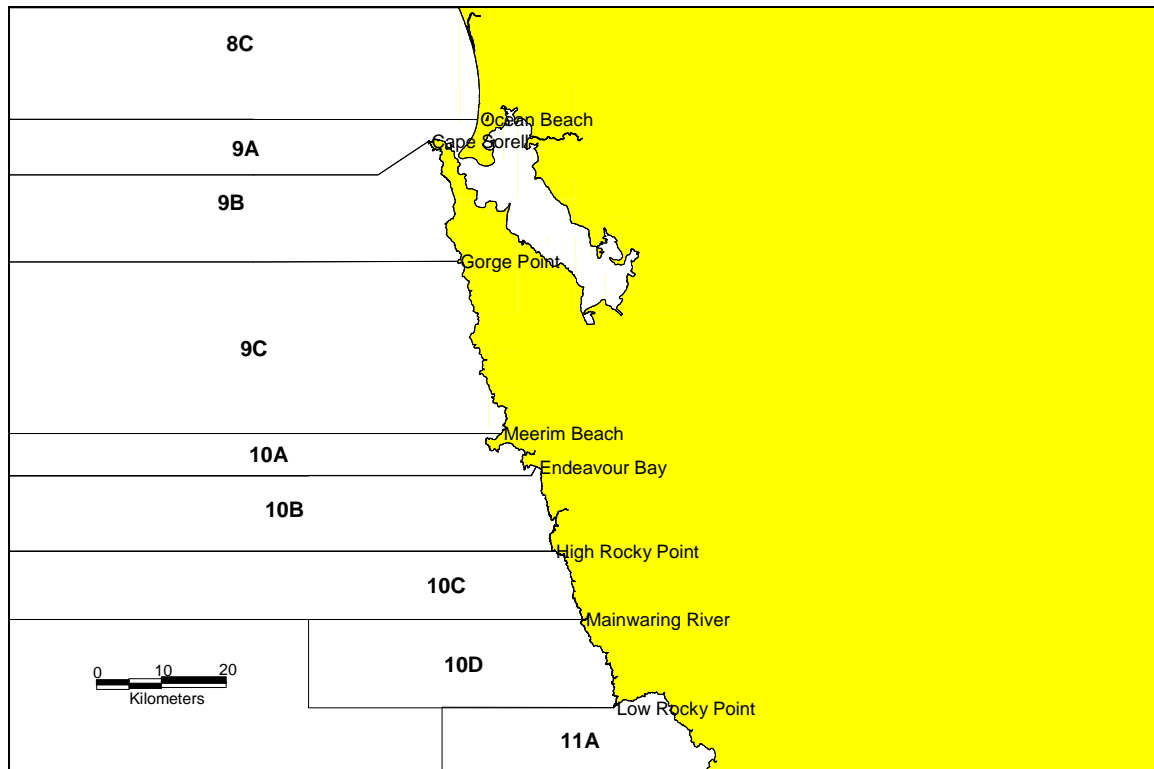 8C
Ocean Beach
Cape Sorell
9A
9B
Gorge Point
9C
Meerim Beach
10A
Endeavour Bay
10B
High Rocky Point
10C
Mainwaring River
10D
0 10 20
Kilometers
Low Rocky Point
11A